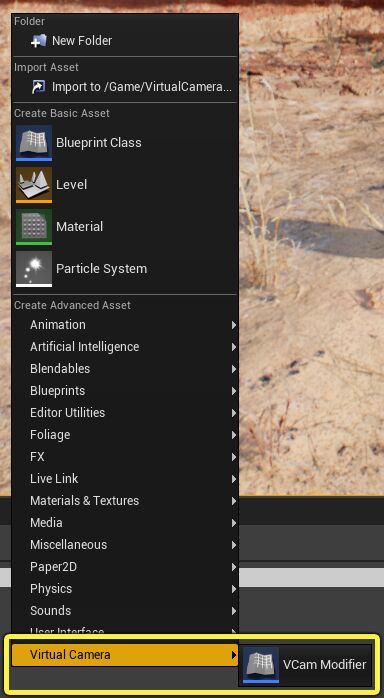 Folder
New Folder
Import Asset
Import to /Game/VirtualCamera...
Create Basic Asset
Blueprint Class
Level
Material
Particle System
Create Advanced Asset
Animation
Artificial Intelligence
Blendables
Blueprints
Editor Utilities
Foliage
FX
Live Link
Materials & Textures
Media
Miscellaneous
Paper2D
Physics
Sounds
User Interface
Virtual Camera
VCam Modifier